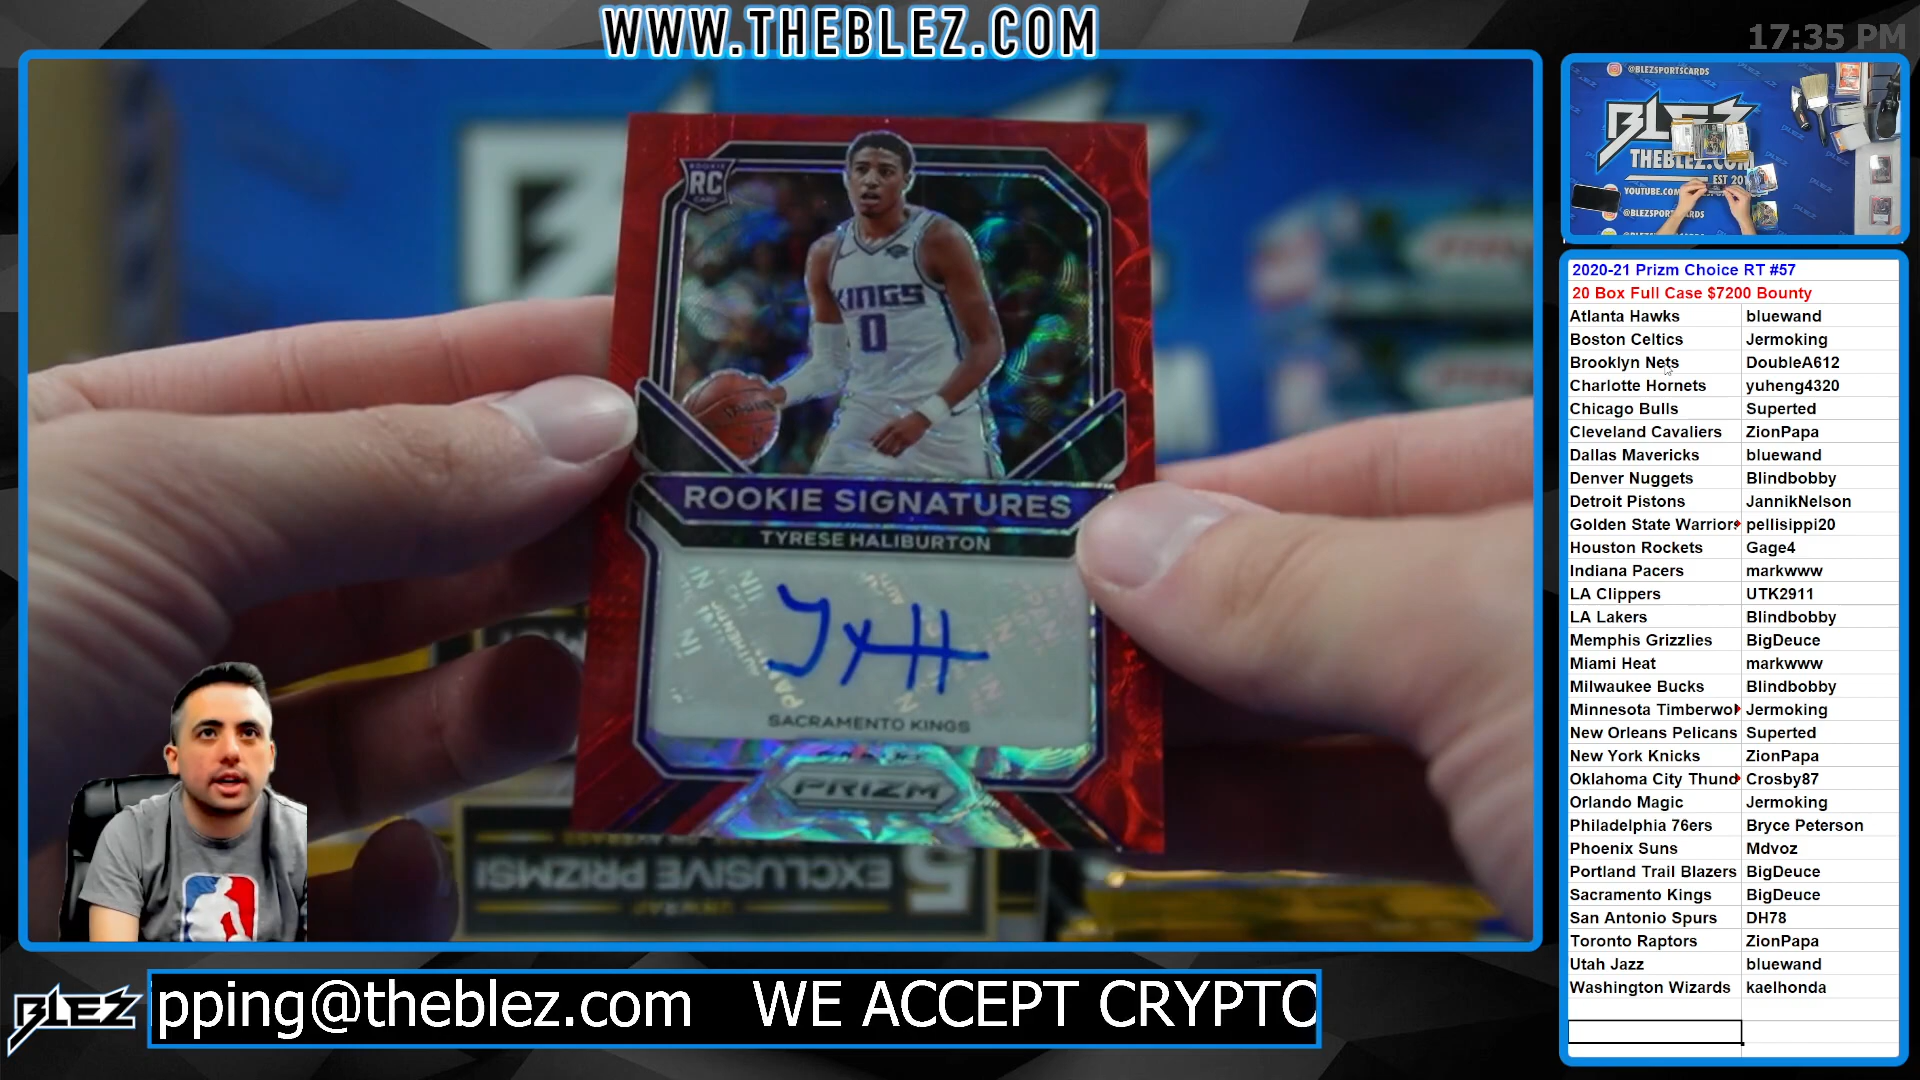 WWW.THEBLEZ.COM
17:35 PM
@BLEZSPORTSCARDS
BLEZ
THEBLEZ.COM
EST 20
YOUTUBE.COM
ROOKIE
RC
CARD
KINGS
0
ROOKIE SIGNATURES
TYRESE HALIBURTON
SACRAMENTO KINGS
PRIZM
5
EXCLUSIVE PRIZMS!
2020-21 Prizm Choice RT #57
20 Box Full Case $7200 Bounty
Atlanta Hawks bluewand
Boston Celtics Jermoking
Brooklyn Nets DoubleA612
Charlotte Hornets yuheng4320
Chicago Bulls Superted
Cleveland Cavaliers ZionPapa
Dallas Mavericks bluewand
Denver Nuggets Blindbobby
Detroit Pistons JannikNelson
Golden State Warriors pellisippi20
Houston Rockets Gage4
Indiana Pacers markwww
LA Clippers UTK2911
LA Lakers Blindbobby
Memphis Grizzlies BigDeuce
Miami Heat markwww
Milwaukee Bucks Blindbobby
Minnesota Timberwol Jermoking
New Orleans Pelicans Superted
New York Knicks ZionPapa
Oklahoma City Thund Crosby87
Orlando Magic Jermoking
Philadelphia 76ers Bryce Peterson
Phoenix Suns Mdvoz
Portland Trail Blazers BigDeuce
Sacramento Kings BigDeuce
San Antonio Spurs DH78
Toronto Raptors ZionPapa
Utah Jazz bluewand
Washington Wizards kaelhonda
BLEZ
pping@theblez.com WE ACCEPT CRYPTO